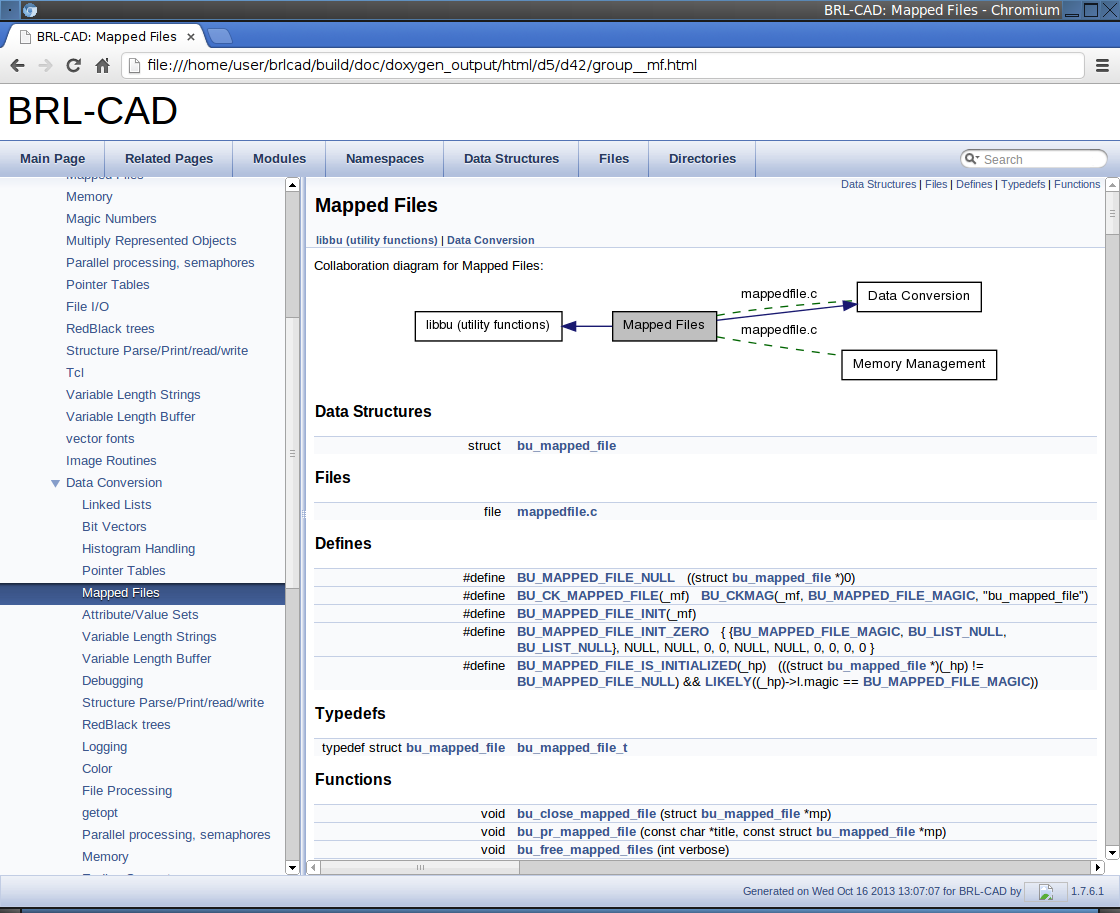 BRL-CAD: Mapped Files - Chromium
BRL-CAD: Mapped Files
file:///home/user/brlcad/build/doc/doxygen_output/html/d5/d42/group__mf.html
BRL-CAD
Main Page Related Pages Modules Namespaces Data Structures Files Directories Search
Mapped Files
Memory
Magic Numbers
Multiply Represented Objects
Parallel processing, semaphores
Pointer Tables
File I/O
RedBlack trees
Structure Parse/Print/read/write
Tcl
Variable Length Strings
Variable Length Buffer
vector fonts
Image Routines
Data Conversion
Linked Lists
Bit Vectors
Histogram Handling
Pointer Tables
Mapped Files
Attribute/Value Sets
Variable Length Strings
Variable Length Buffer
Debugging
Structure Parse/Print/read/write
RedBlack trees
Logging
Color
File Processing
getopt
Parallel processing, semaphores
Memory
Data Structures | Files | Defines | Typedefs | Functions
Mapped Files
libbu (utility functions) | Data Conversion
Collaboration diagram for Mapped Files:
mappedfile.c
Data Conversion
libbu (utility functions)
Mapped Files
mappedfile.c
Memory Management
Data Structures
struct bu_mapped_file
Files
file mappedfile.c
Defines
#define BU_MAPPED_FILE_NULL ((struct bu_mapped_file *)0)
#define BU_CK_MAPPED_FILE(_mf) BU_CKMAG(_mf, BU_MAPPED_FILE_MAGIC, "bu_mapped_file")
#define BU_MAPPED_FILE_INIT(_mf)
#define BU_MAPPED_FILE_INIT_ZERO { {BU_MAPPED_FILE_MAGIC, BU_LIST_NULL,
BU_LIST_NULL}, NULL, NULL, 0, 0, NULL, NULL, 0, 0, 0, 0 }
#define BU_MAPPED_FILE_IS_INITIALIZED(_hp) (((struct bu_mapped_file *)(_hp) !=
BU_MAPPED_FILE_NULL) && LIKELY((_hp)->l.magic == BU_MAPPED_FILE_MAGIC))
Typedefs
typedef struct bu_mapped_file bu_mapped_file_t
Functions
void bu_close_mapped_file (struct bu_mapped_file *mp)
void bu_pr_mapped_file (const char *title, const struct bu_mapped_file *mp)
void bu_free_mapped_files (int verbose)
Generated on Wed Oct 16 2013 13:07:07 for BRL-CAD by 1.7.6.1